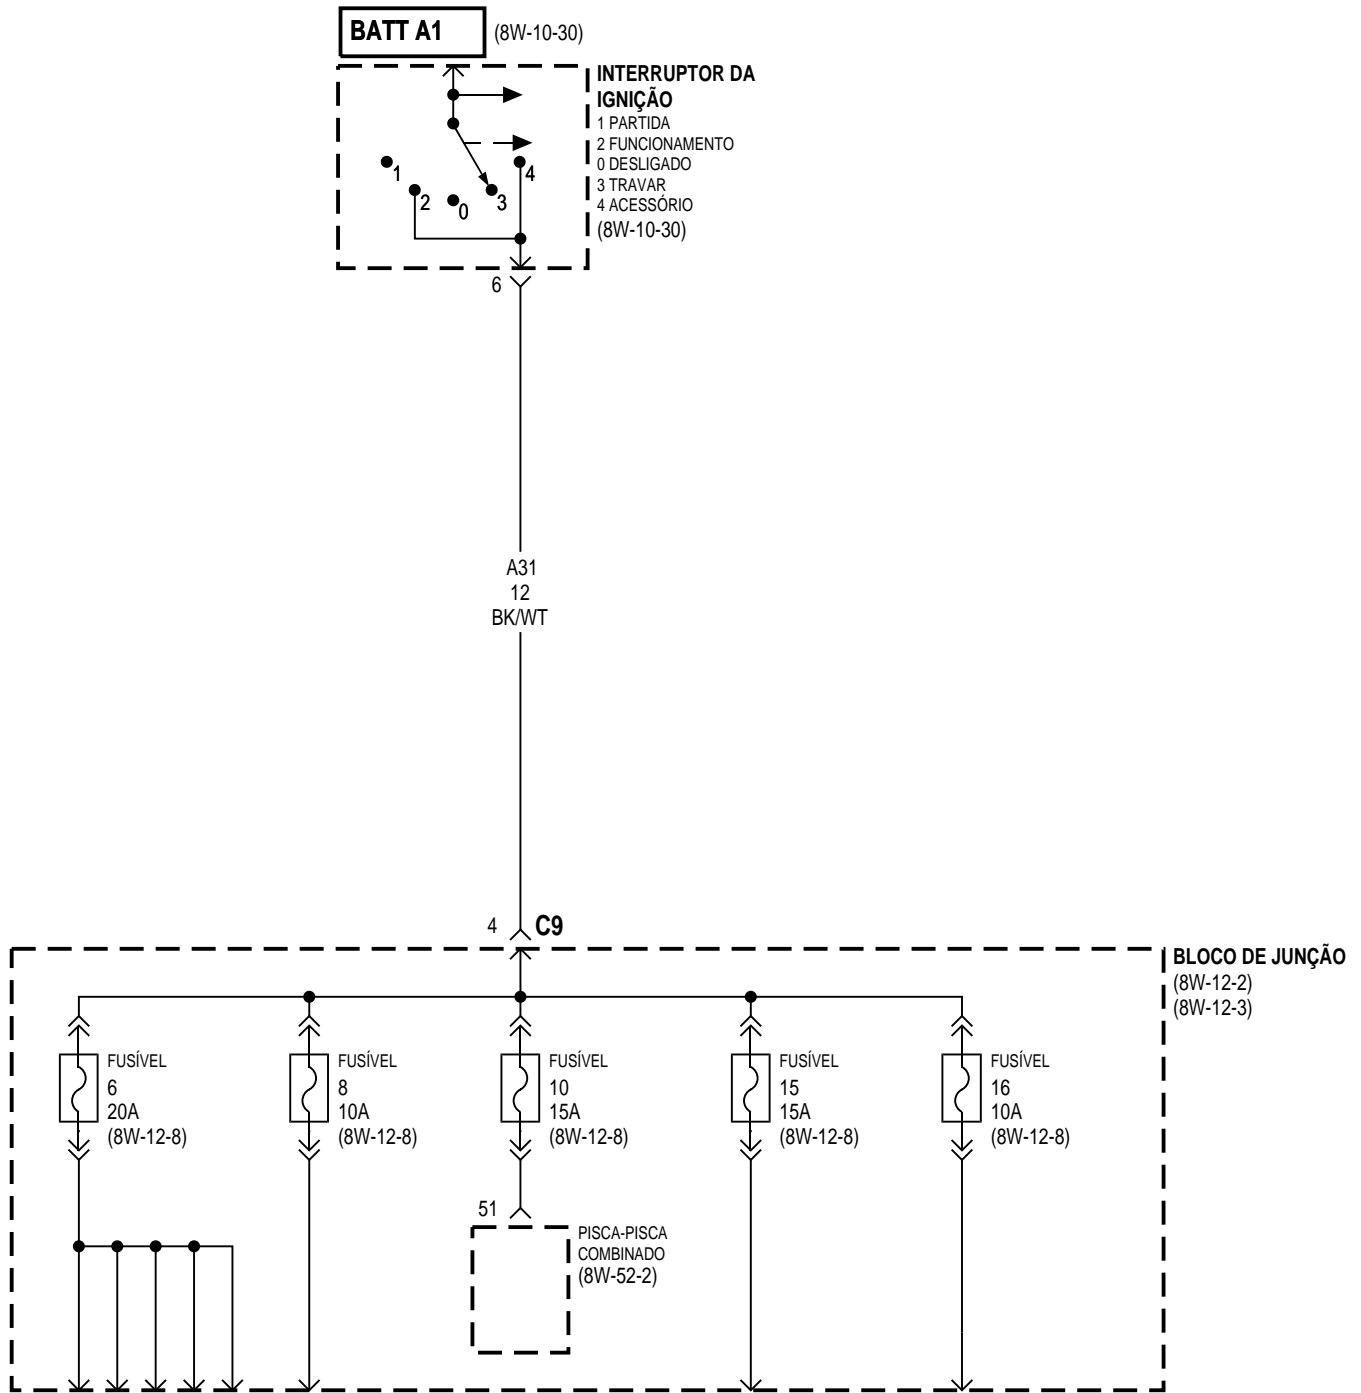 BATT A1
(8W-10-30)
INTERRUPTOR DA
IGNIÇÃO
1 PARTIDA
2 FUNCIONAMENTO
0 DESLIGADO
3 TRAVAR
4 ACESSÓRIO
(8W-10-30)
1
2
0
3
4
6
A31
12
BK/WT
4
C9
BLOCO DE JUNÇÃO
(8W-12-2)
(8W-12-3)
FUSÍVEL
6
20A
(8W-12-8)
FUSÍVEL
8
10A
(8W-12-8)
FUSÍVEL
10
15A
(8W-12-8)
FUSÍVEL
15
15A
(8W-12-8)
FUSÍVEL
16
10A
(8W-12-8)
51
PISCA-PISCA
COMBINADO
(8W-52-2)